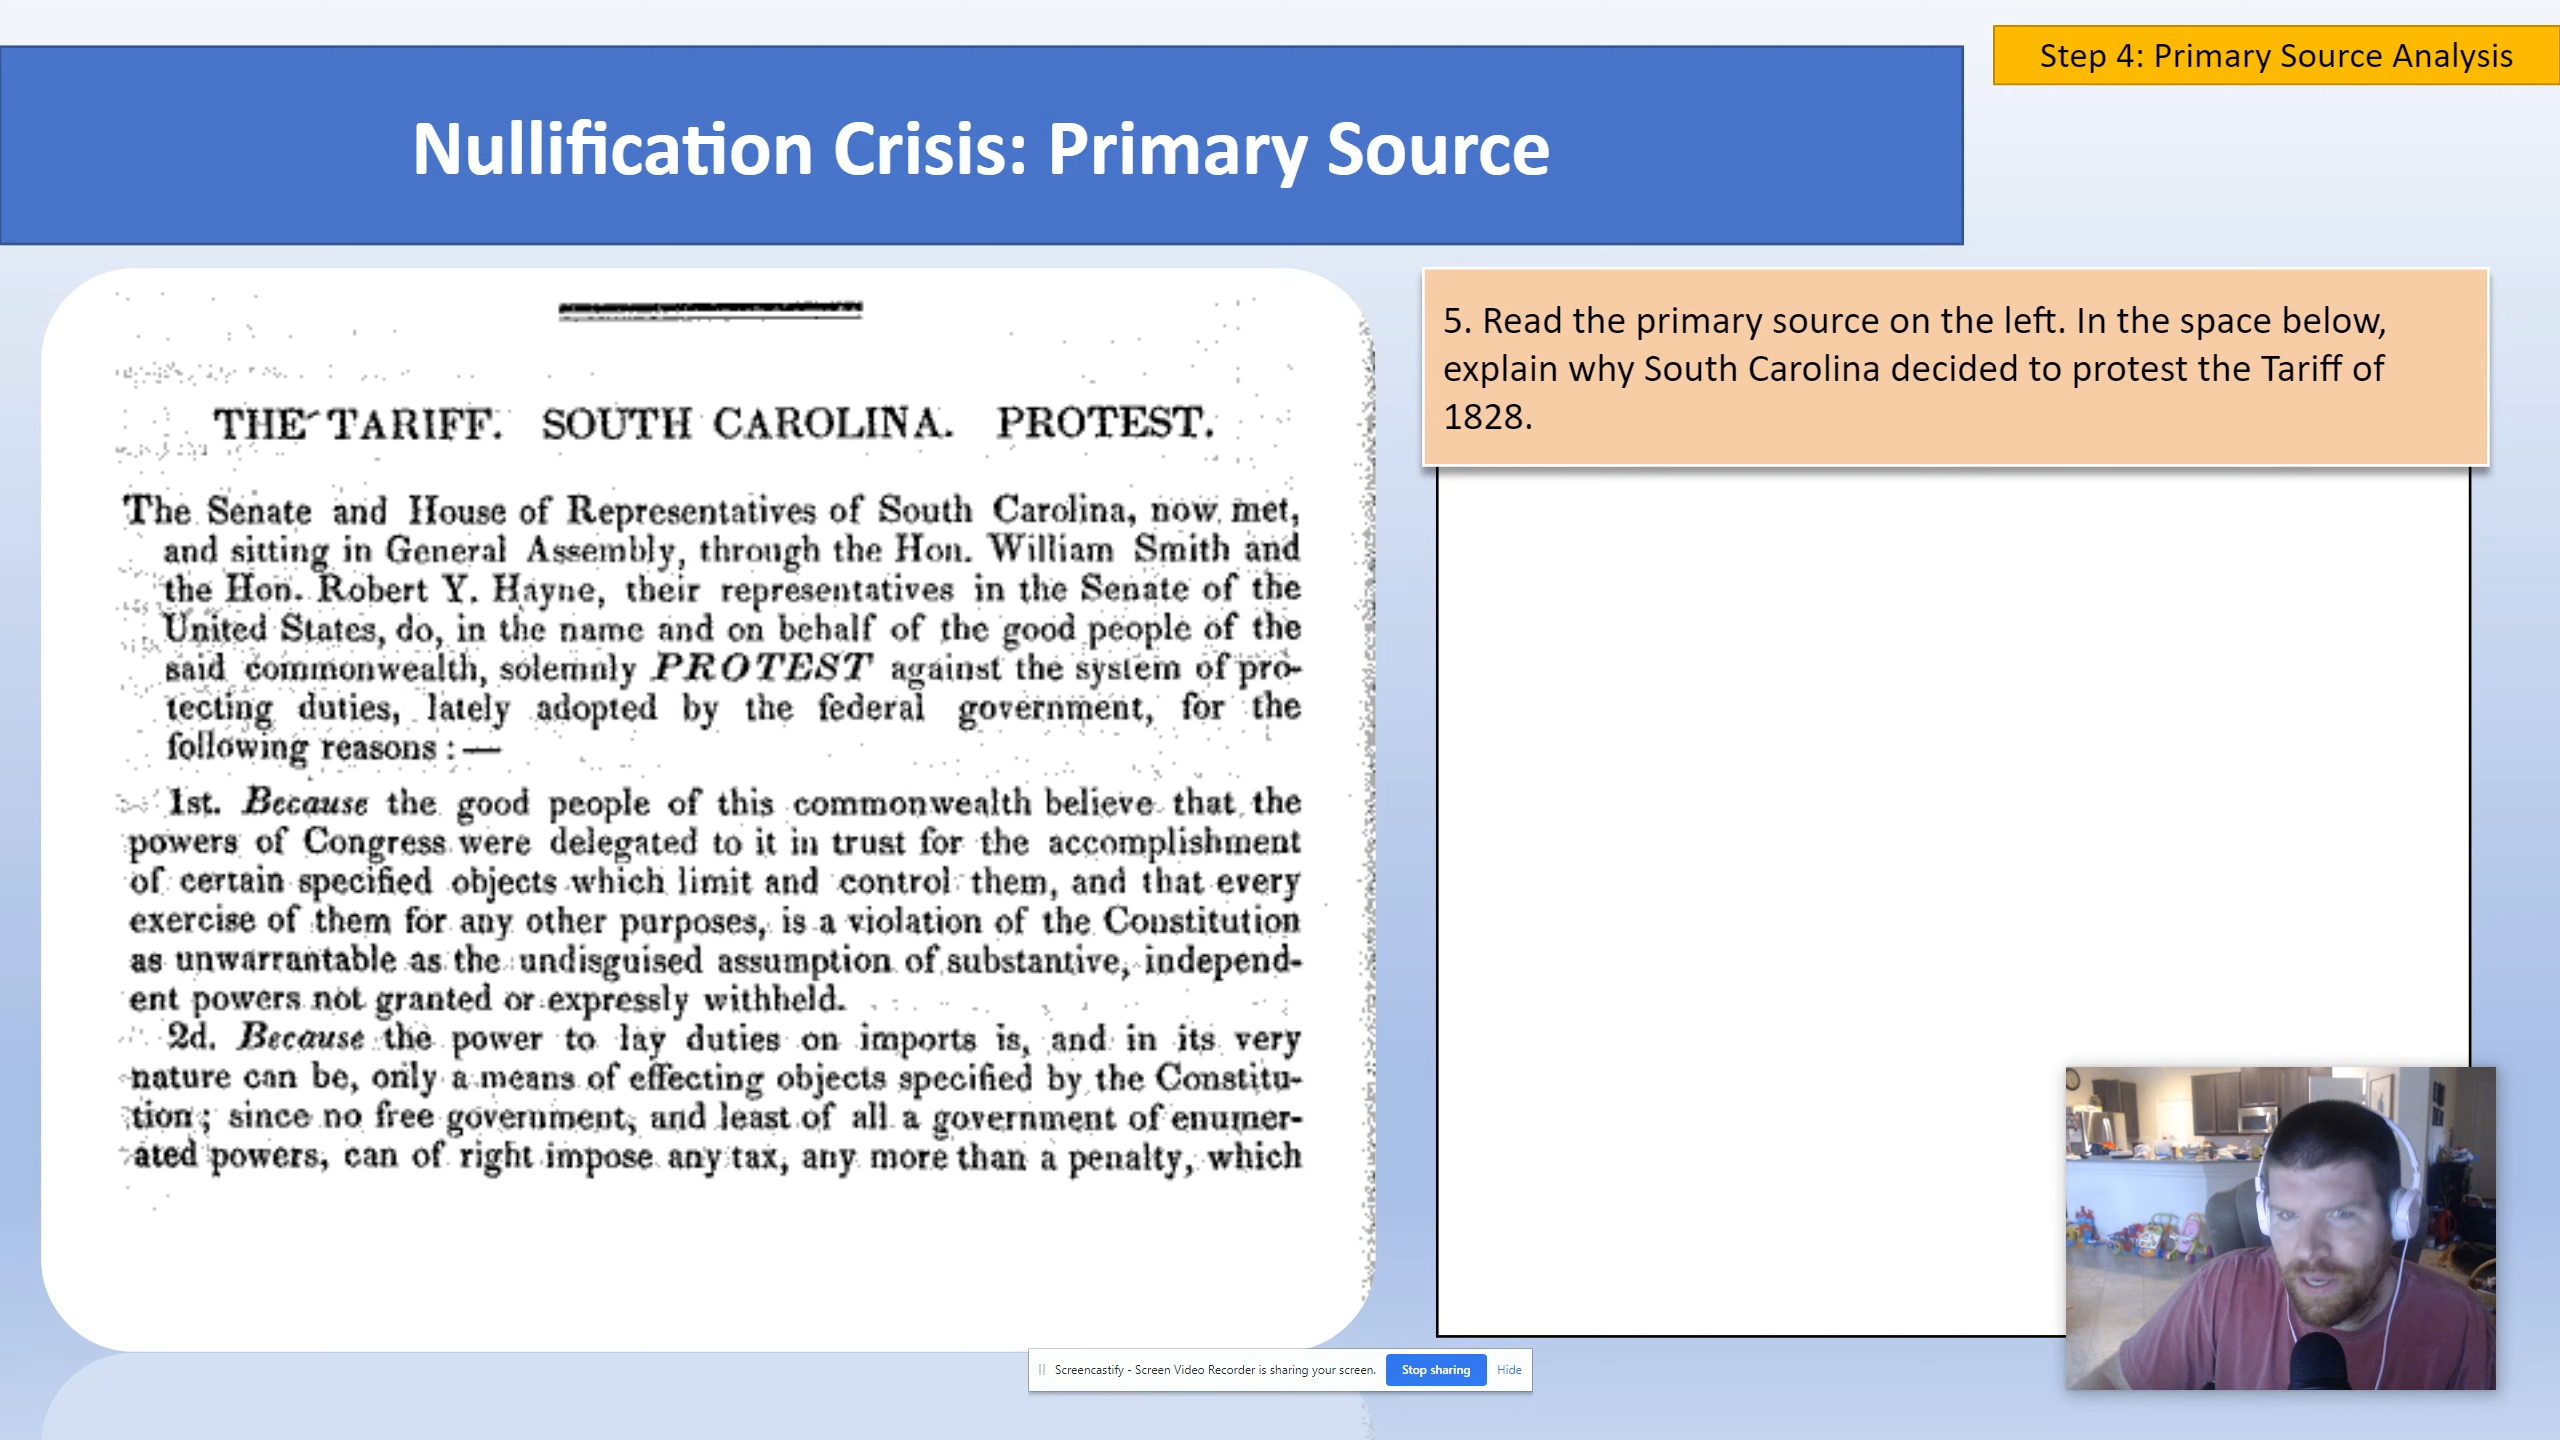 Step 4: Primary Source Analysis
Nullification Crisis: Primary Source
THE TARIFF. SOUTH CAROLINA. PROTEST.
The Senate and House of Representatives of South Carolina, now met,
and sitting in General Assembly, through the Hon. William Smith and
the Hon. Robert Y. Hayne, their representatives in the Senate of the
United States, do, in the name and on behalf of the good people of the
said commonwealth, solemnly PROTEST against the system of pro-
tecting duties, lately adopted by the federal government, for the
following reasons :—
1st. Because the good people of this commonwealth believe that the
powers of Congress were delegated to it in trust for the accomplishment
of certain specified objects which limit and control them, and that every
exercise of them for any other purposes, is a violation of the Constitution
as unwarrantable as the undisguised assumption of substantive, independ-
ent powers not granted or expressly withheld.
2d. Because the power to lay duties on imports is, and in its very
nature can be, only a means of effecting objects specified by the Constitu-
tion; since no free government, and least of all a government of enumer-
ated powers, can of right impose any tax, any more than a penalty, which
5. Read the primary source on the left. In the space below,
explain why South Carolina decided to protest the Tariff of
1828.
Screencastify - Screen Video Recorder is sharing your screen. Stop sharing Hide